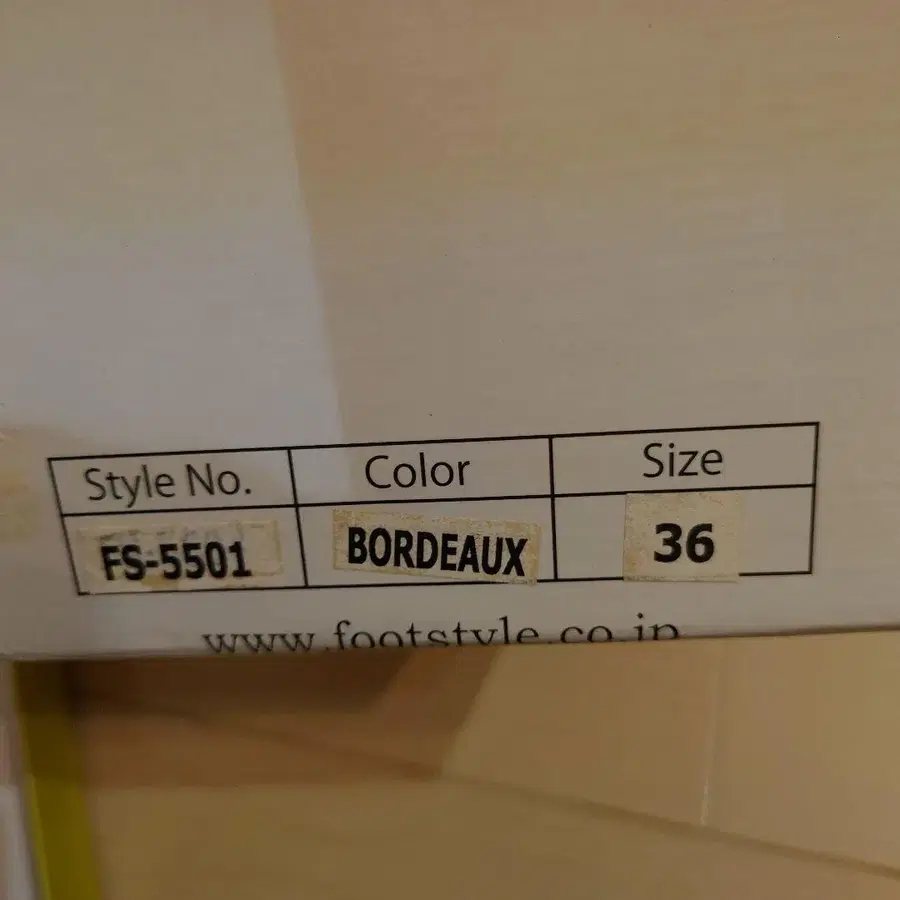 Style No. Color Size
FS-5501 BORDEAUX 36
www.footstyle.co.jp